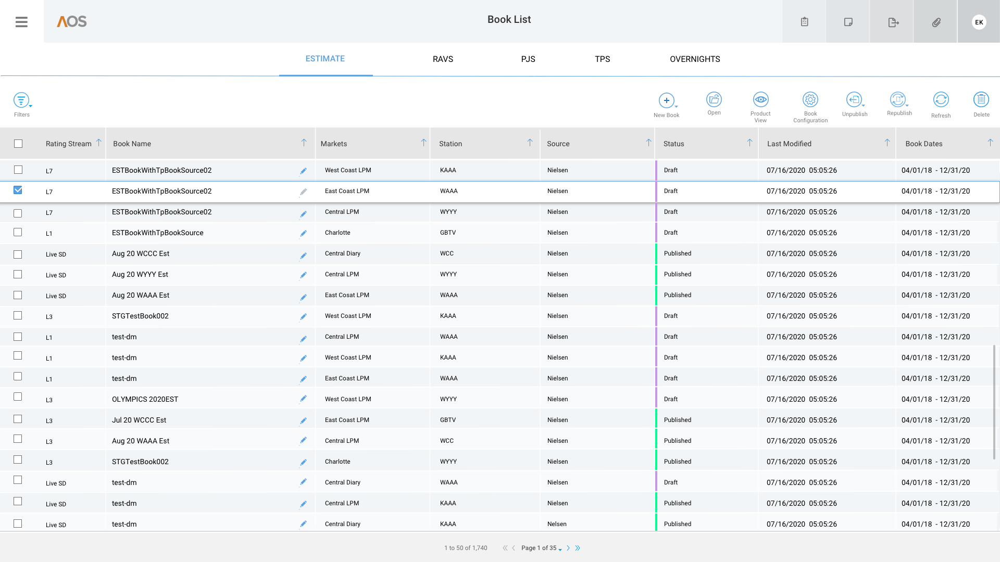 AOS
Book List
EK
ESTIMATE RAVS PJS TPS OVERNIGHTS
Filters New Book Open Product View Book Configuration Unpublish Republish Refresh Delete
Rating Stream Book Name Markets Station Source Status Last Modified Book Dates
L7 ESTBookWithTpBookSource02 West Coast LPM KAAA Nielsen Draft 07/16/2020 05:05:26 04/01/18 - 12/31/20
L7 ESTBookWithTpBookSource02 East Coast LPM WAAA Nielsen Draft 07/16/2020 05:05:26 04/01/18 - 12/31/20
L7 ESTBookWithTpBookSource02 Central LPM WYYY Nielsen Draft 07/16/2020 05:05:26 04/01/18 - 12/31/20
L1 ESTBookWithTpBookSource Charlotte GBTV Nielsen Draft 07/16/2020 05:05:26 04/01/18 - 12/31/20
Live SD Aug 20 WCCC Est Central Diary WCC Nielsen Published 07/16/2020 05:05:26 04/01/18 - 12/31/20
Live SD Aug 20 WYYY Est Central LPM WYYY Nielsen Published 07/16/2020 05:05:26 04/01/18 - 12/31/20
Live SD Aug 20 WAAA Est East Cosat LPM WAAA Nielsen Published 07/16/2020 05:05:26 04/01/18 - 12/31/20
L3 STGTestBook002 West Coast LPM KAAA Nielsen Draft 07/16/2020 05:05:26 04/01/18 - 12/31/20
L1 test-dm Central LPM WAAA Nielsen Draft 07/16/2020 05:05:26 04/01/18 - 12/31/20
L1 test-dm West Coast LPM KAAA Nielsen Draft 07/16/2020 05:05:26 04/01/18 - 12/31/20
L1 test-dm East Coast LPM WAAA Nielsen Draft 07/16/2020 05:05:26 04/01/18 - 12/31/20
L3 OLYMPICS 2020EST West Coast LPM WYYY Nielsen Draft 07/16/2020 05:05:26 04/01/18 - 12/31/20
L3 Jul 20 WCCC Est East Coast LPM GBTV Nielsen Published 07/16/2020 05:05:26 04/01/18 - 12/31/20
L3 Aug 20 WAAA Est Central LPM WCC Nielsen Published 07/16/2020 05:05:26 04/01/18 - 12/31/20
L3 STGTestBook002 Charlotte WYYY Nielsen Published 07/16/2020 05:05:26 04/01/18 - 12/31/20
Live SD test-dm Central Diary WAAA Nielsen Draft 07/16/2020 05:05:26 04/01/18 - 12/31/20
Live SD test-dm Central LPM KAAA Nielsen Published 07/16/2020 05:05:26 04/01/18 - 12/31/20
Live SD test-dm Central Diary KAAA Nelsen Published 07/16/2020 05:05:26 04/01/18 - 12/31/20
1 to 50 of 1,740 Page 1 of 35